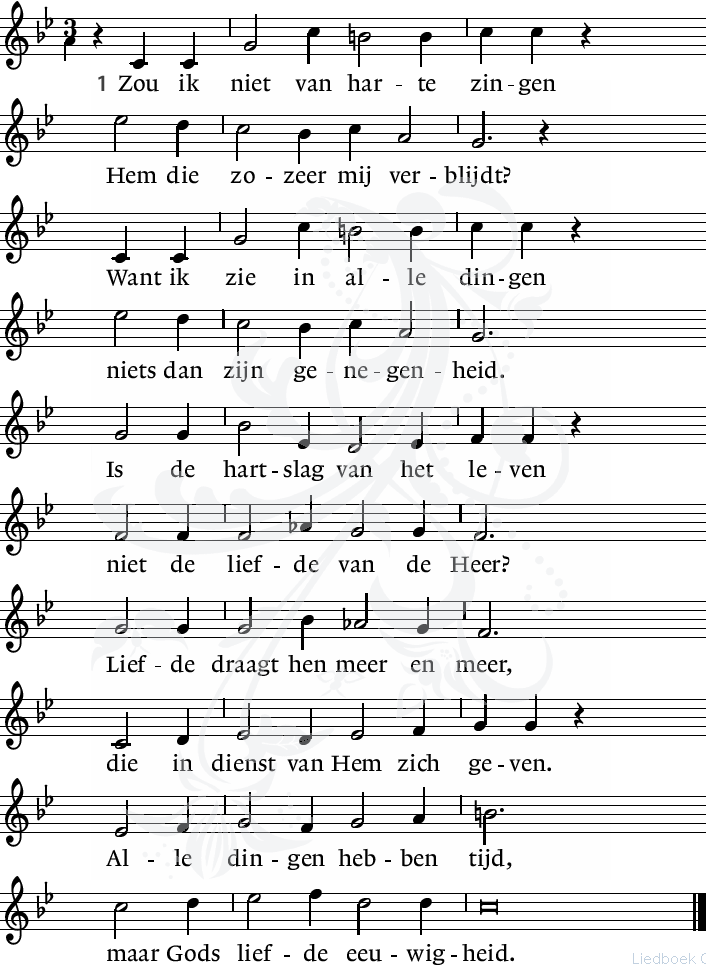 3
1 Zou ik niet van har - te zin - gen
Hem die zo - zeer mij ver - blijdt?
Want ik zie in al - le din - gen
niets dan zijn ge - ne - gen - heid.
Is de hart - slag van het le - ven
niet de lief - de van de Heer?
Lief - de draagt hen meer en meer,
die in dienst van Hem zich ge - ven.
Al - le din - gen heb - ben tijd,
maar Gods lief - de eeu - wig - heid.
Liedboek